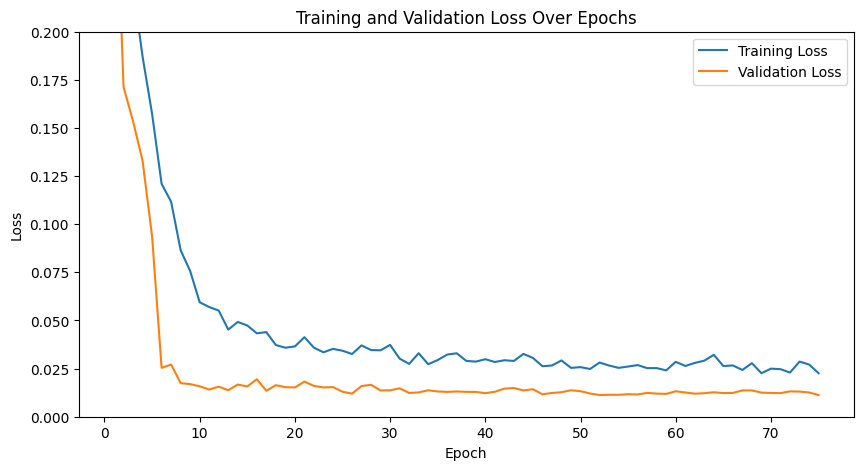 Training and Validation Loss Over Epochs
Training Loss
Validation Loss
Loss
0.200
0.175
0.150
0.125
0.100
0.075
0.050
0.025
0.000
0 10 20 30 40 50 60 70
Epoch